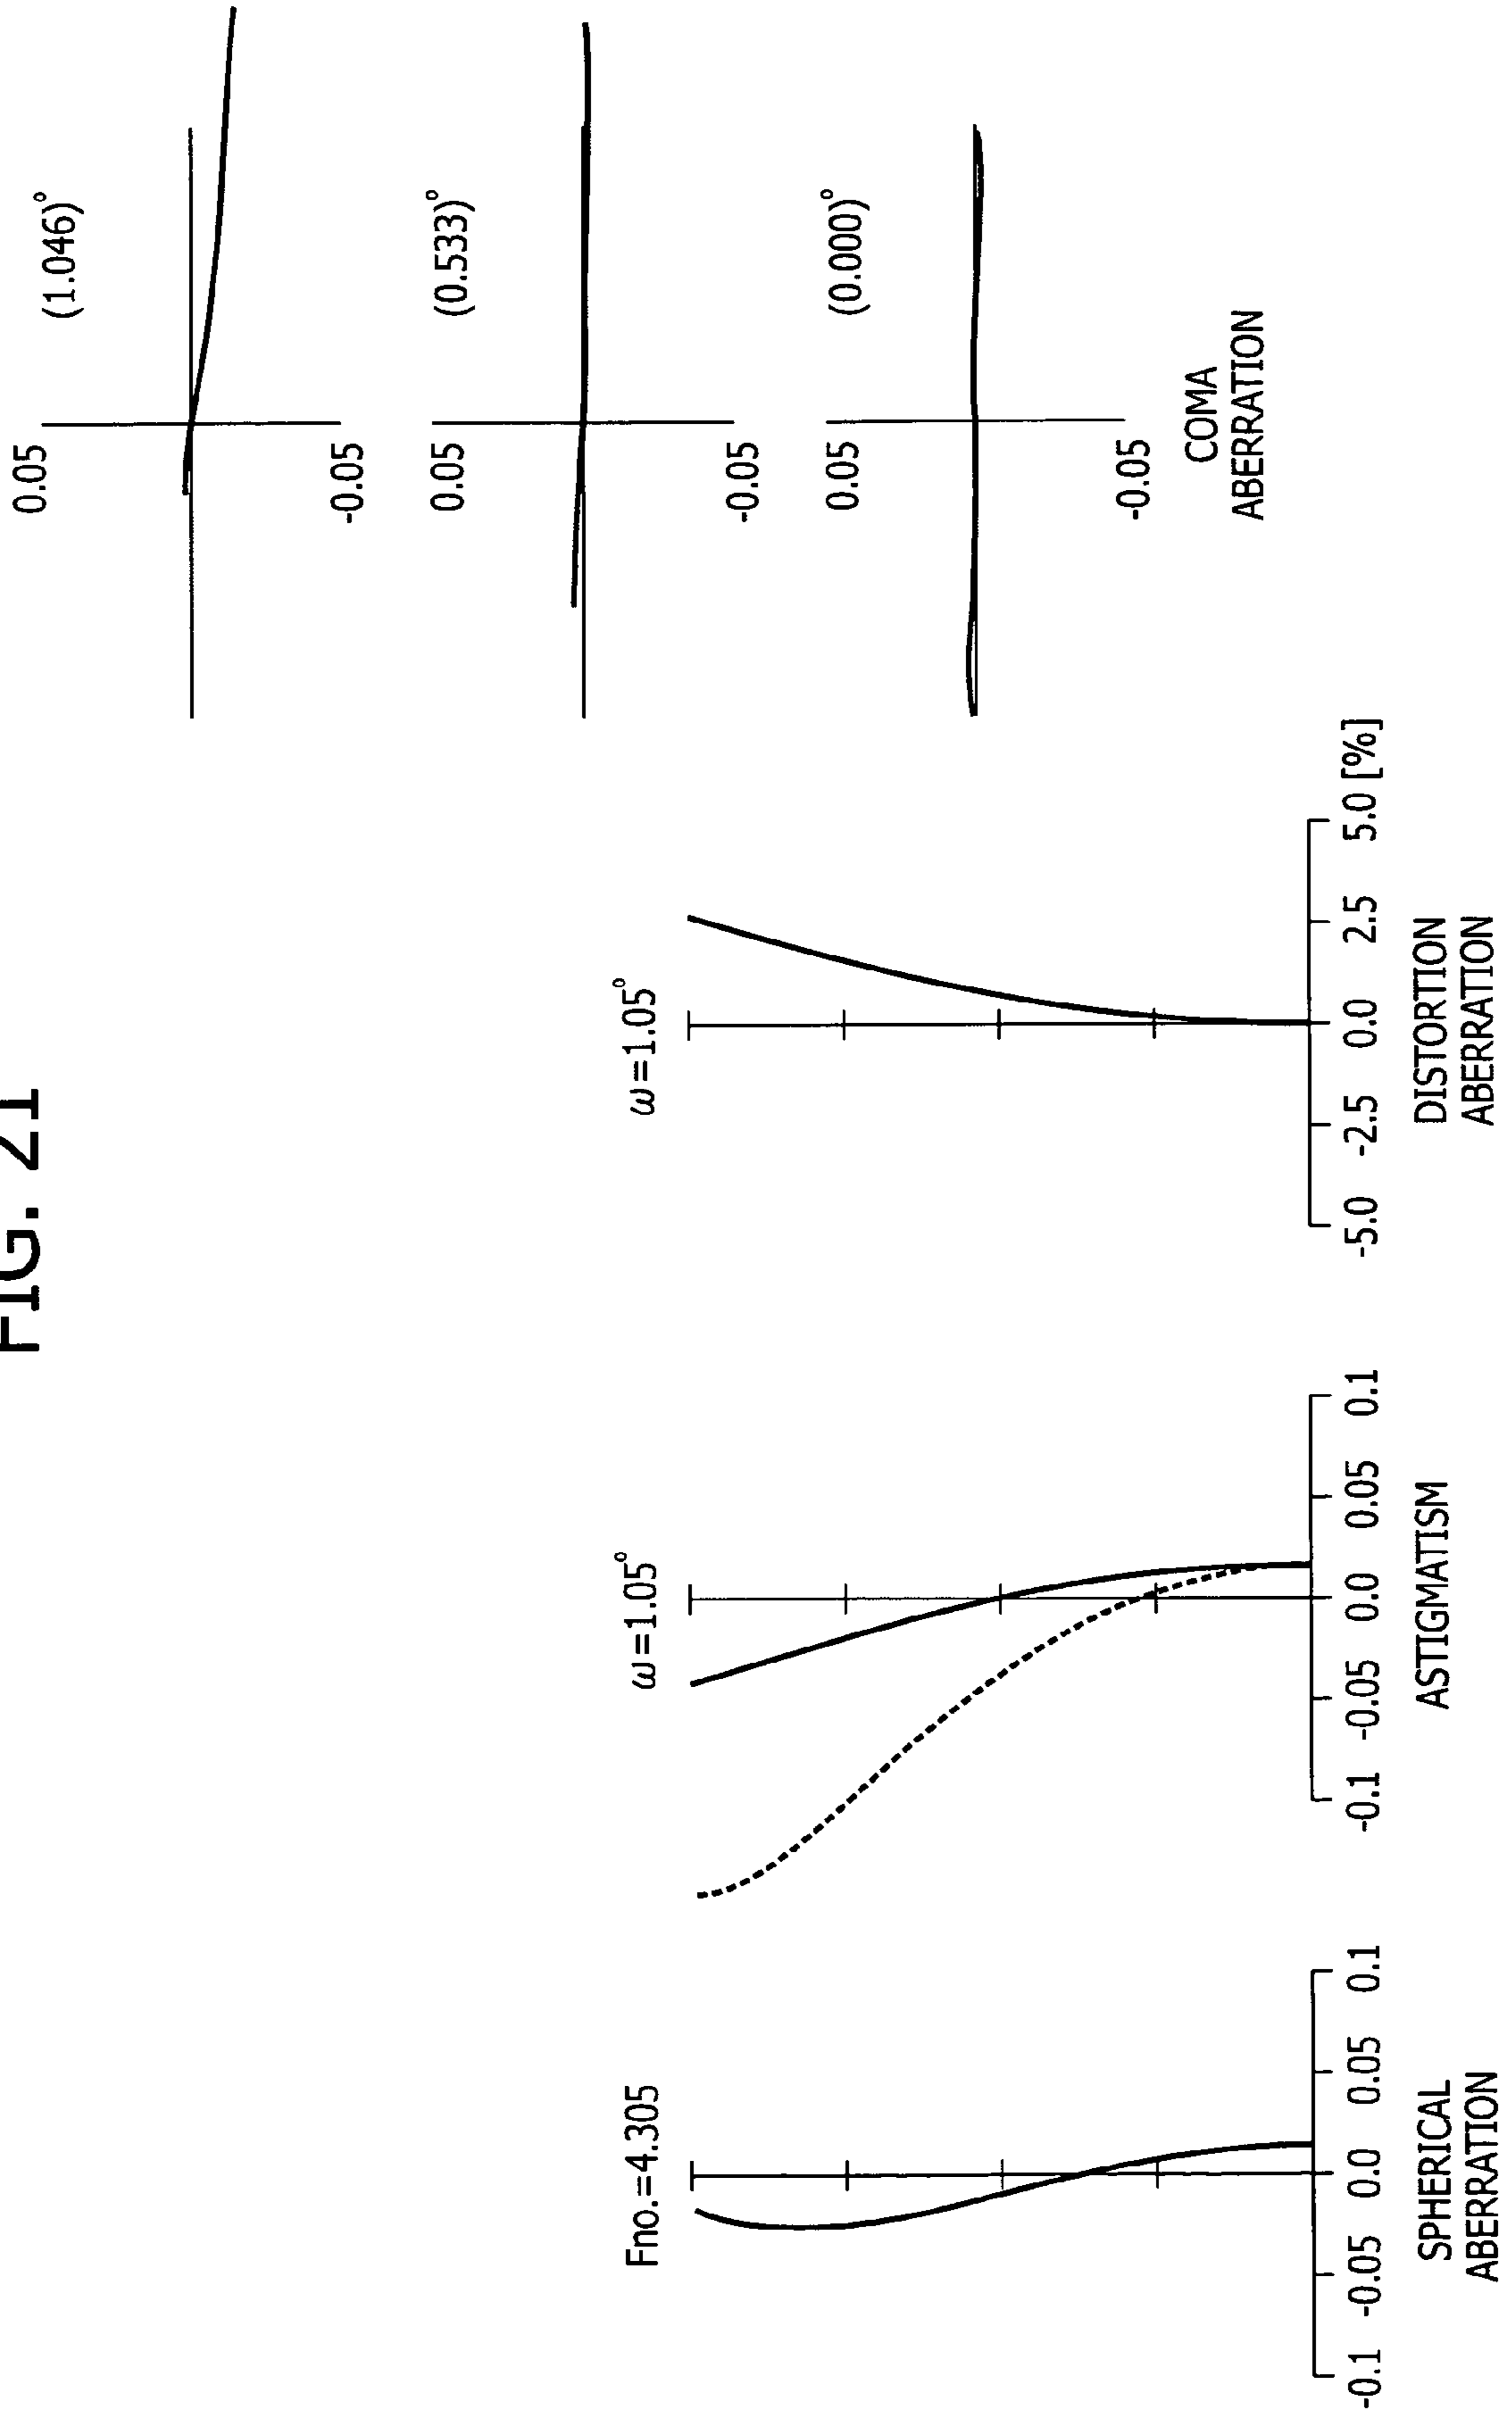 FIG. 21
Fno.=4.305
-0.1 -0.05 0.0 0.05 0.1
SPHERICAL
ABERRATION
ω=1.05°
-0.1 -0.05 0.0 0.05 0.1
ASTIGMATISM
ω=1.05°
-5.0 -2.5 0.0 2.5 5.0 [%]
DISTORTION
ABERRATION
0.05
(1.046)°
-0.05
0.05
(0.533)°
-0.05
0.05
(0.000)°
-0.05
COMA
ABERRATION